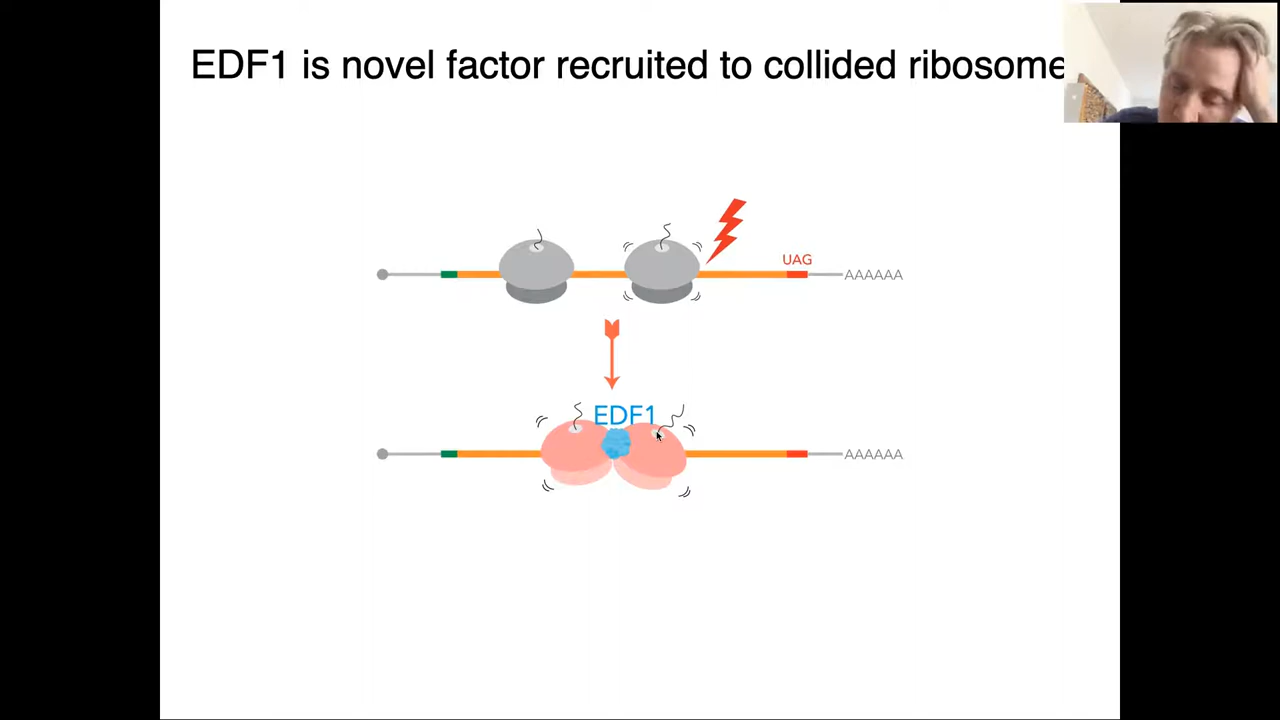 EDF1 is novel factor recruited to collided ribosome
UAG
AAAAAA
EDF1
AAAAAA